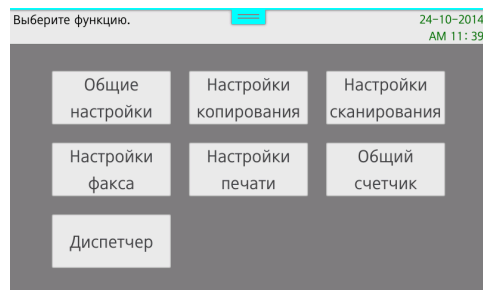 Выберите функцию.
24-10-2014
AM 11: 39
Общие
настройки
Настройки
копирования
Настройки
сканирования
Настройки
факса
Настройки
печати
Общий
счетчик
Диспетчер